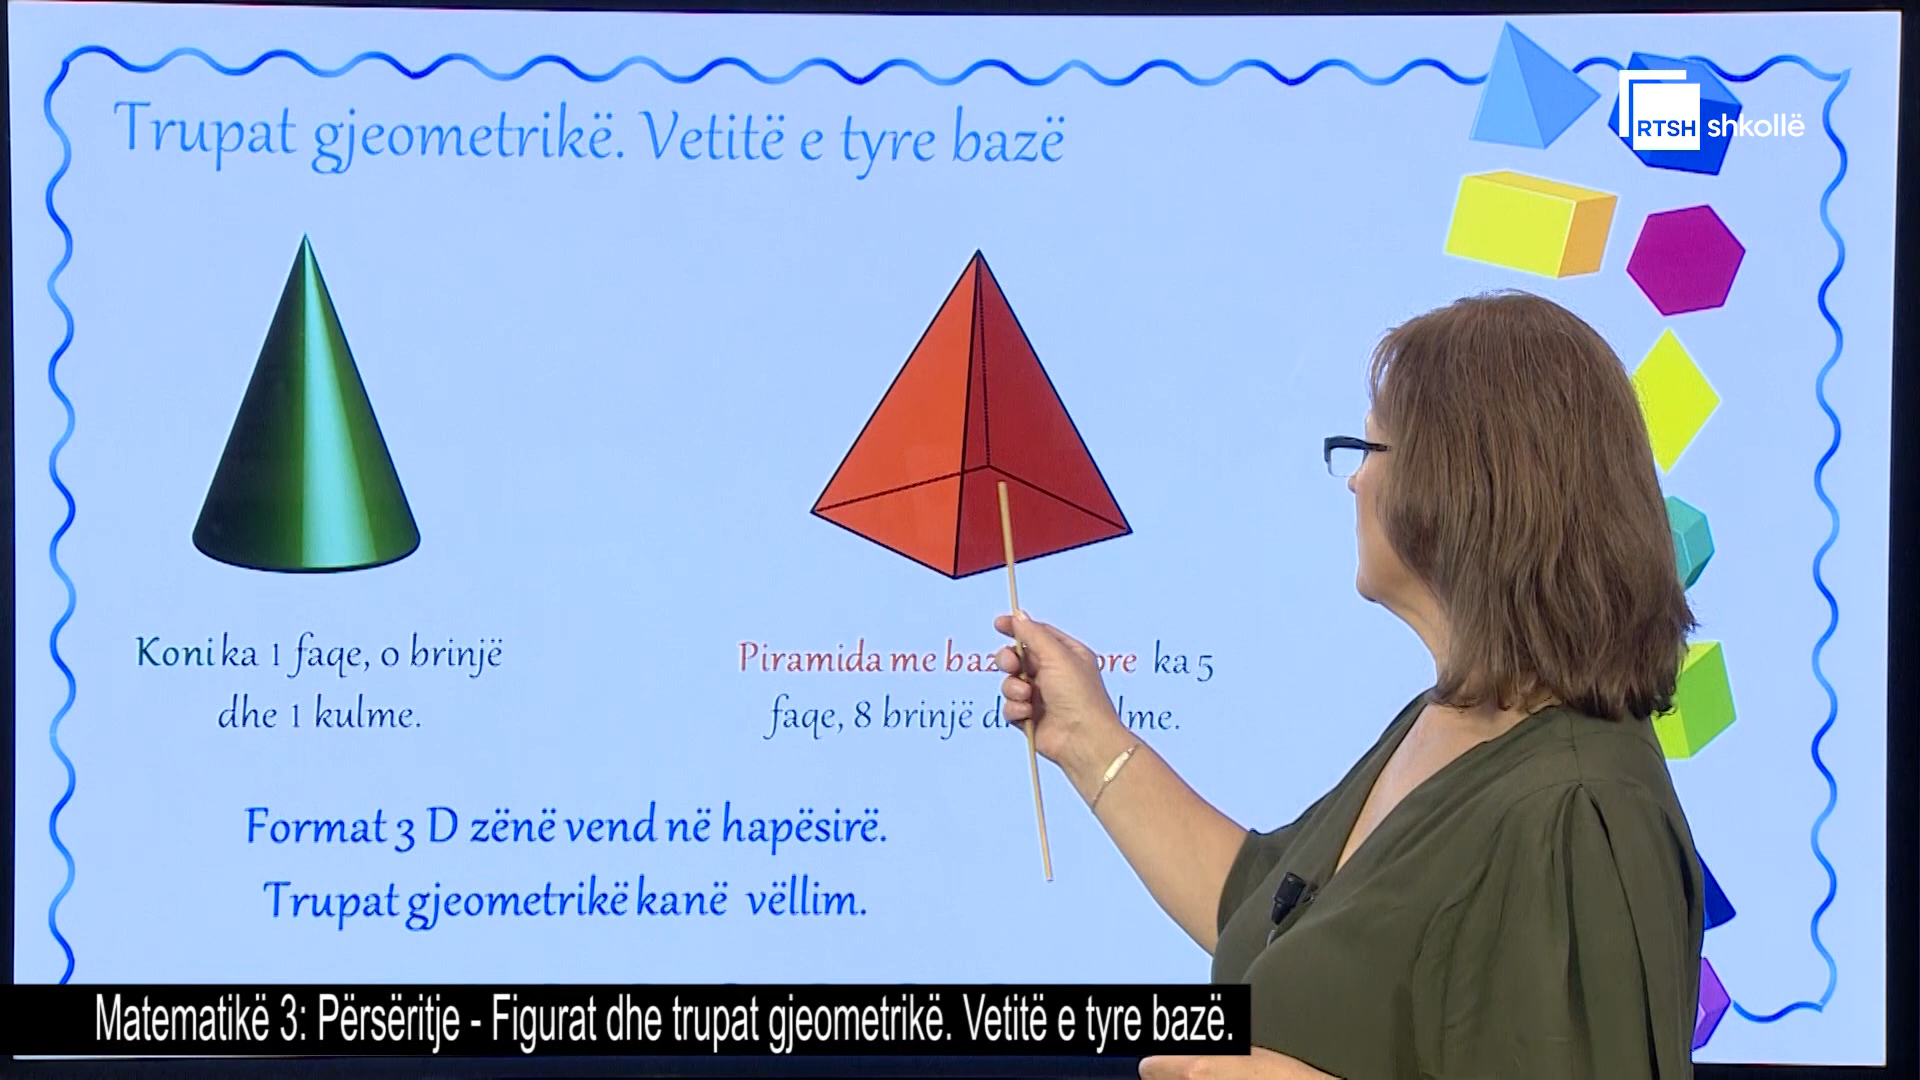 Trupat gjeometrikë. Vetitë e tyre bazë
RTSH shkollë
Koni ka 1 faqe, 0 brinjë
dhe 1 kulme.
Piramida me ka 5
faqe, 8 brinjë
Format 3 D zënë vend në hapësirë.
Trupat gjeometrikë kanë vëllim.
Matematikë 3: Përsëritje - Figurat dhe trupat gjeometrikë. Vetitë e tyre bazë.